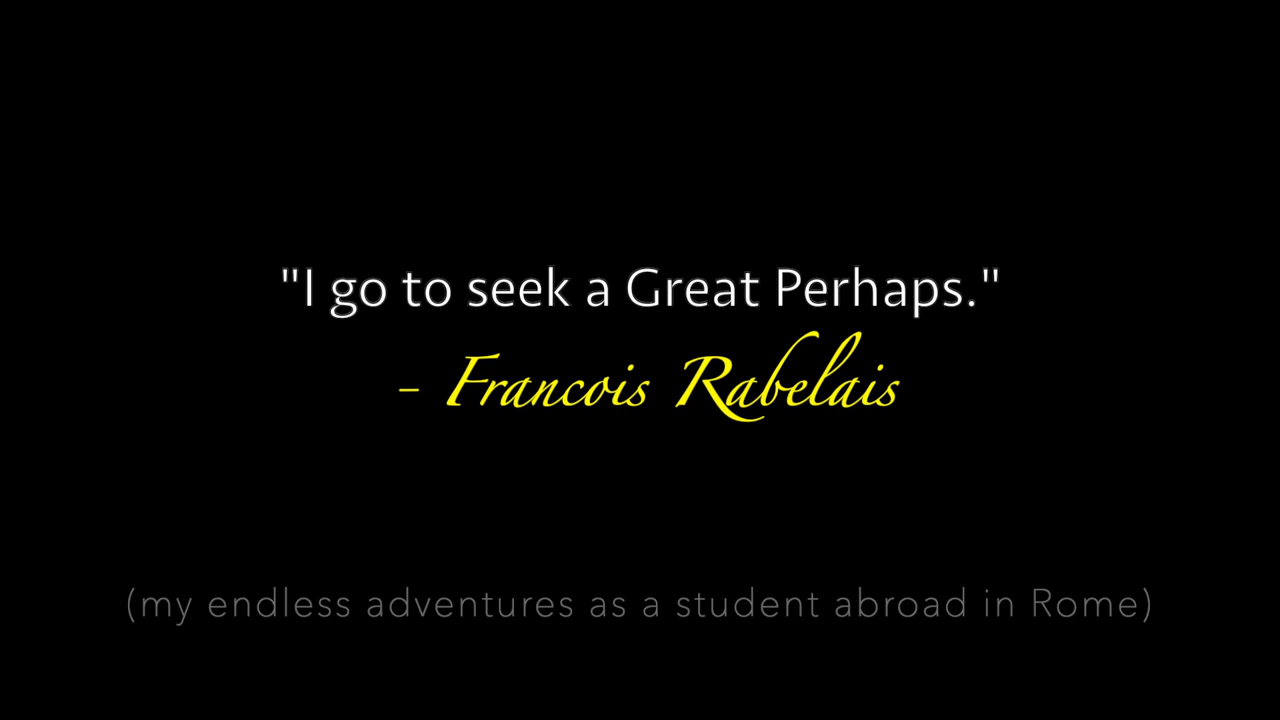 "I go to seek a Great Perhaps."
- Francois Rabelais
(my endless adventures as a student abroad in Rome)